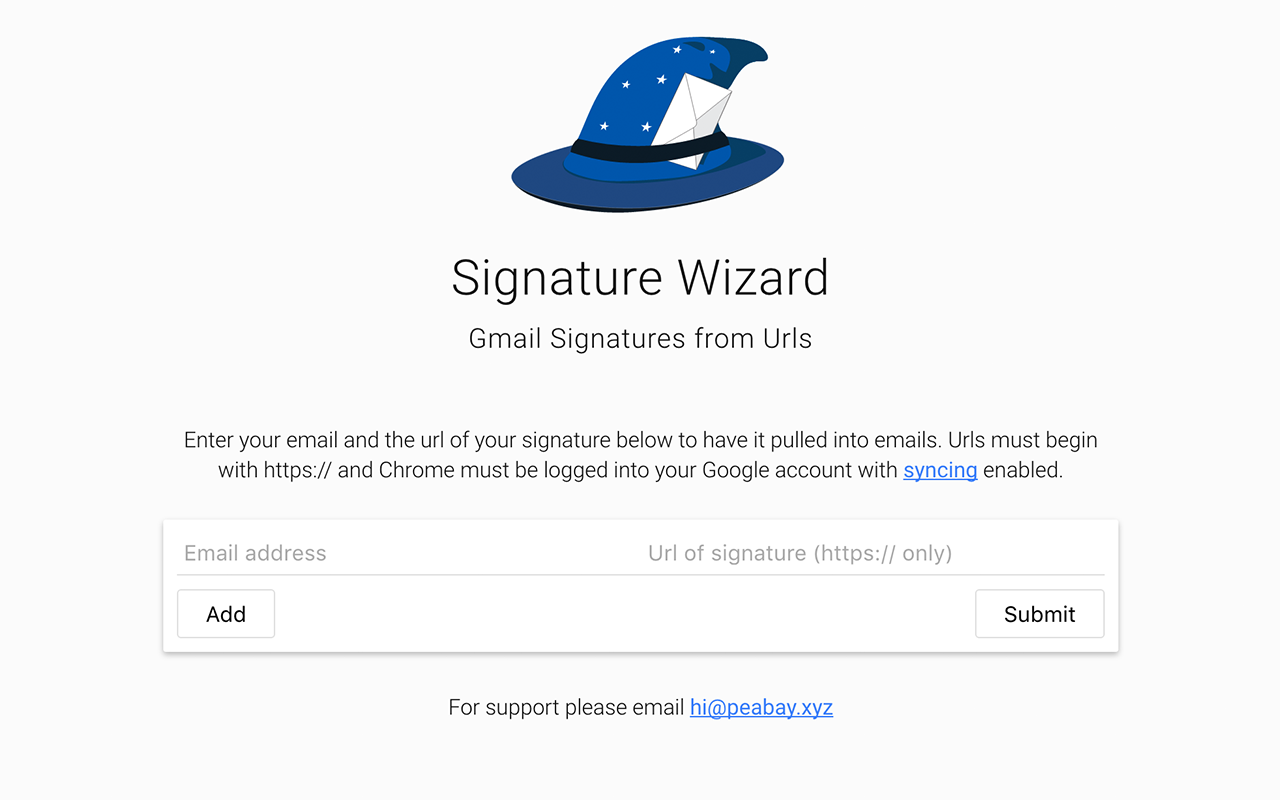 Signature Wizard
Gmail Signatures from Urls
Enter your email and the url of your signature below to have it pulled into emails. Urls must begin
with https:// and Chrome must be logged into your Google account with syncing enabled.
Email address
Url of signature (https:// only)
Add
Submit
For support please email hi@peabay.xyz